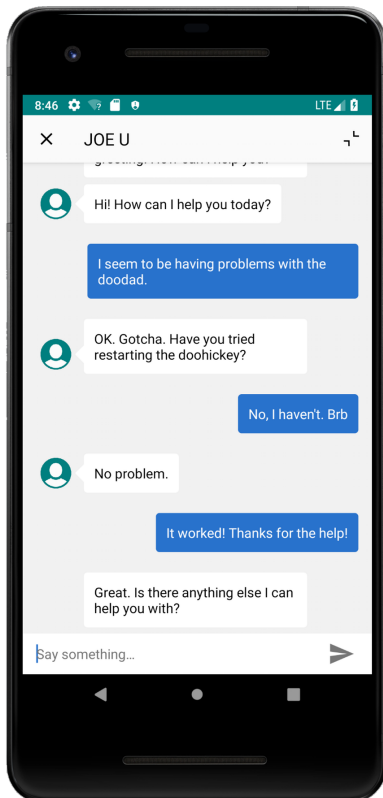 8:46
LTE
JOE U
Hi! How can I help you today?
I seem to be having problems with the
doodad.
OK. Gotcha. Have you tried
restarting the doohickey?
No, I haven't. Brb
No problem.
It worked! Thanks for the help!
Great. Is there anything else I can
help you with?
Say something...